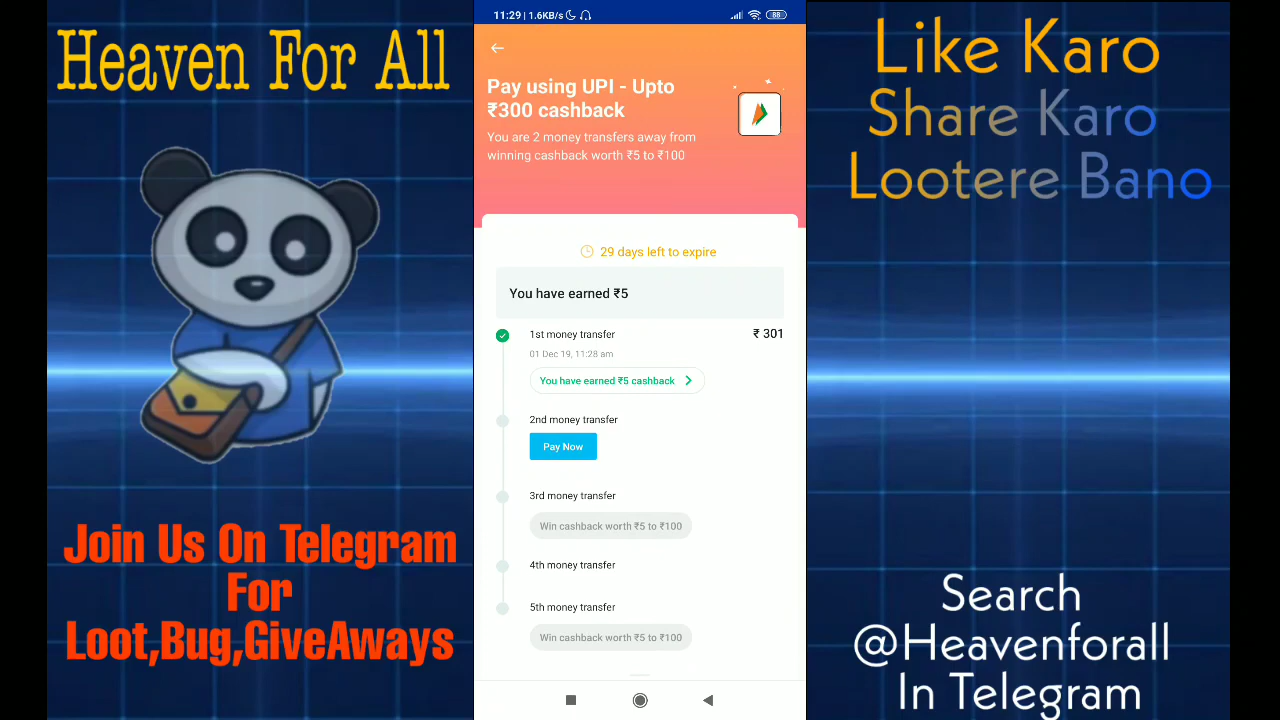 Heaven For All
Join Us On Telegram
For
Loot,Bug,GiveAways
11:29 | 1.6KB/s
88
Pay using UPI - Upto
₹300 cashback
You are 2 money transfers away from
winning cashback worth ₹5 to ₹100
29 days left to expire
You have earned ₹5
1st money transfer ₹ 301
01 Dec 19, 11:28 am
You have earned ₹5 cashback
2nd money transfer
Pay Now
3rd money transfer
Win cashback worth ₹5 to ₹100
4th money transfer
5th money transfer
Win cashback worth ₹5 to ₹100
Like Karo
Share Karo
Lootere Bano
Search
@Heavenforall
In Telegram